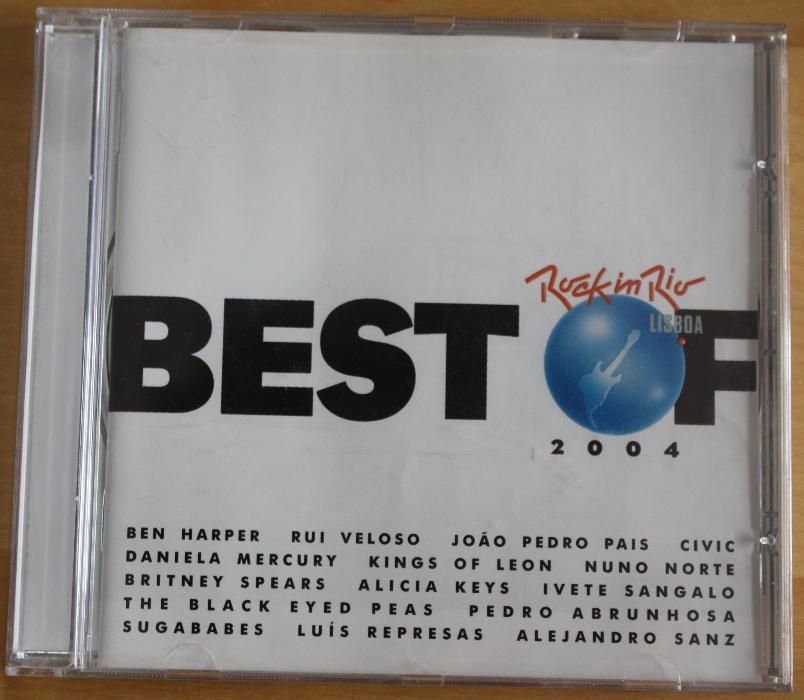 Rock in Rio
LISBOA
BEST OF
2004
BEN HARPER RUI VELOSO JOÃO PEDRO PAIS CIVIC
DANIELA MERCURY KINGS OF LEON NUNO NORTE
BRITNEY SPEARS ALICIA KEYS IVETE SANGALO
THE BLACK EYED PEAS PEDRO ABRUNHOSA
SUGABABES LUÍS REPRESAS ALEJANDRO SANZ